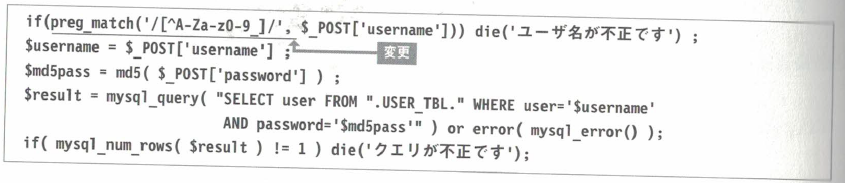 if(preg_match('/[^A-Za-z0-9_]/', $_POST['username'])) die('ユーザ名が不正です') ;
$username = $_POST['username'] ;
変更
$md5pass = md5( $_POST['password'] ) ;
$result = mysql_query( "SELECT user FROM ".USER_TBL." WHERE user='$username'
AND password='$md5pass'" ) or error( mysql_error() );
if( mysql_num_rows( $result ) != 1 ) die('クエリが不正です');